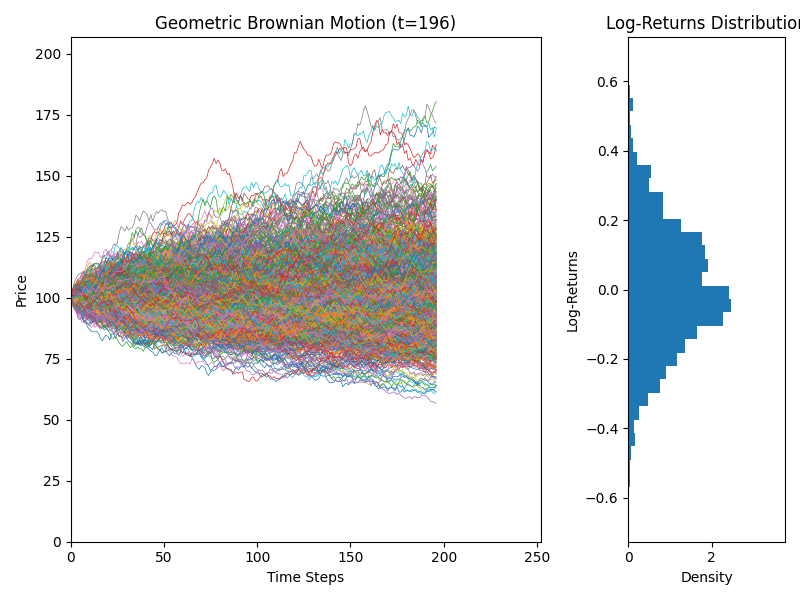 Geometric Brownian Motion (t=196)
Log-Returns Distribution
Price
200
175
150
125
100
75
50
25
0
0 50 100 150 200 250
Time Steps
Log-Returns
0.6
0.4
0.2
0.0
−0.2
−0.4
−0.6
0 2
Density